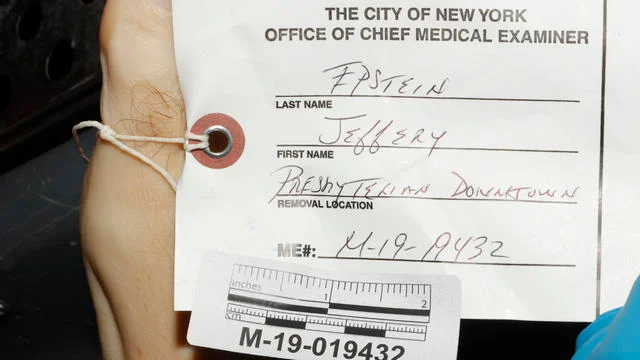 THE CITY OF NEW YORK
OFFICE OF CHIEF MEDICAL EXAMINER
EPSTEIN
LAST NAME
Jeffery
FIRST NAME
PRESbyTERIAN DOWNTOWN
REMOVAL LOCATION
ME#: M-19-19432
inches 1 2
cm
M-19-019432